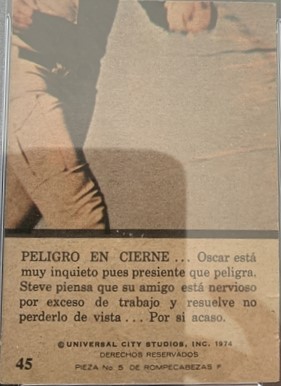 PELIGRO EN CIERNE ... Oscar está
muy inquieto pues presiente que peligra.
Steve piensa que su amigo está nervioso
por exceso de trabajo y resuelve no
perderlo de vista ... Por si acaso.
© UNIVERSAL CITY STUDIOS, INC. 1974
DERECHOS RESERVADOS
45
PIEZA No. 5 DE ROMPECABEZAS F